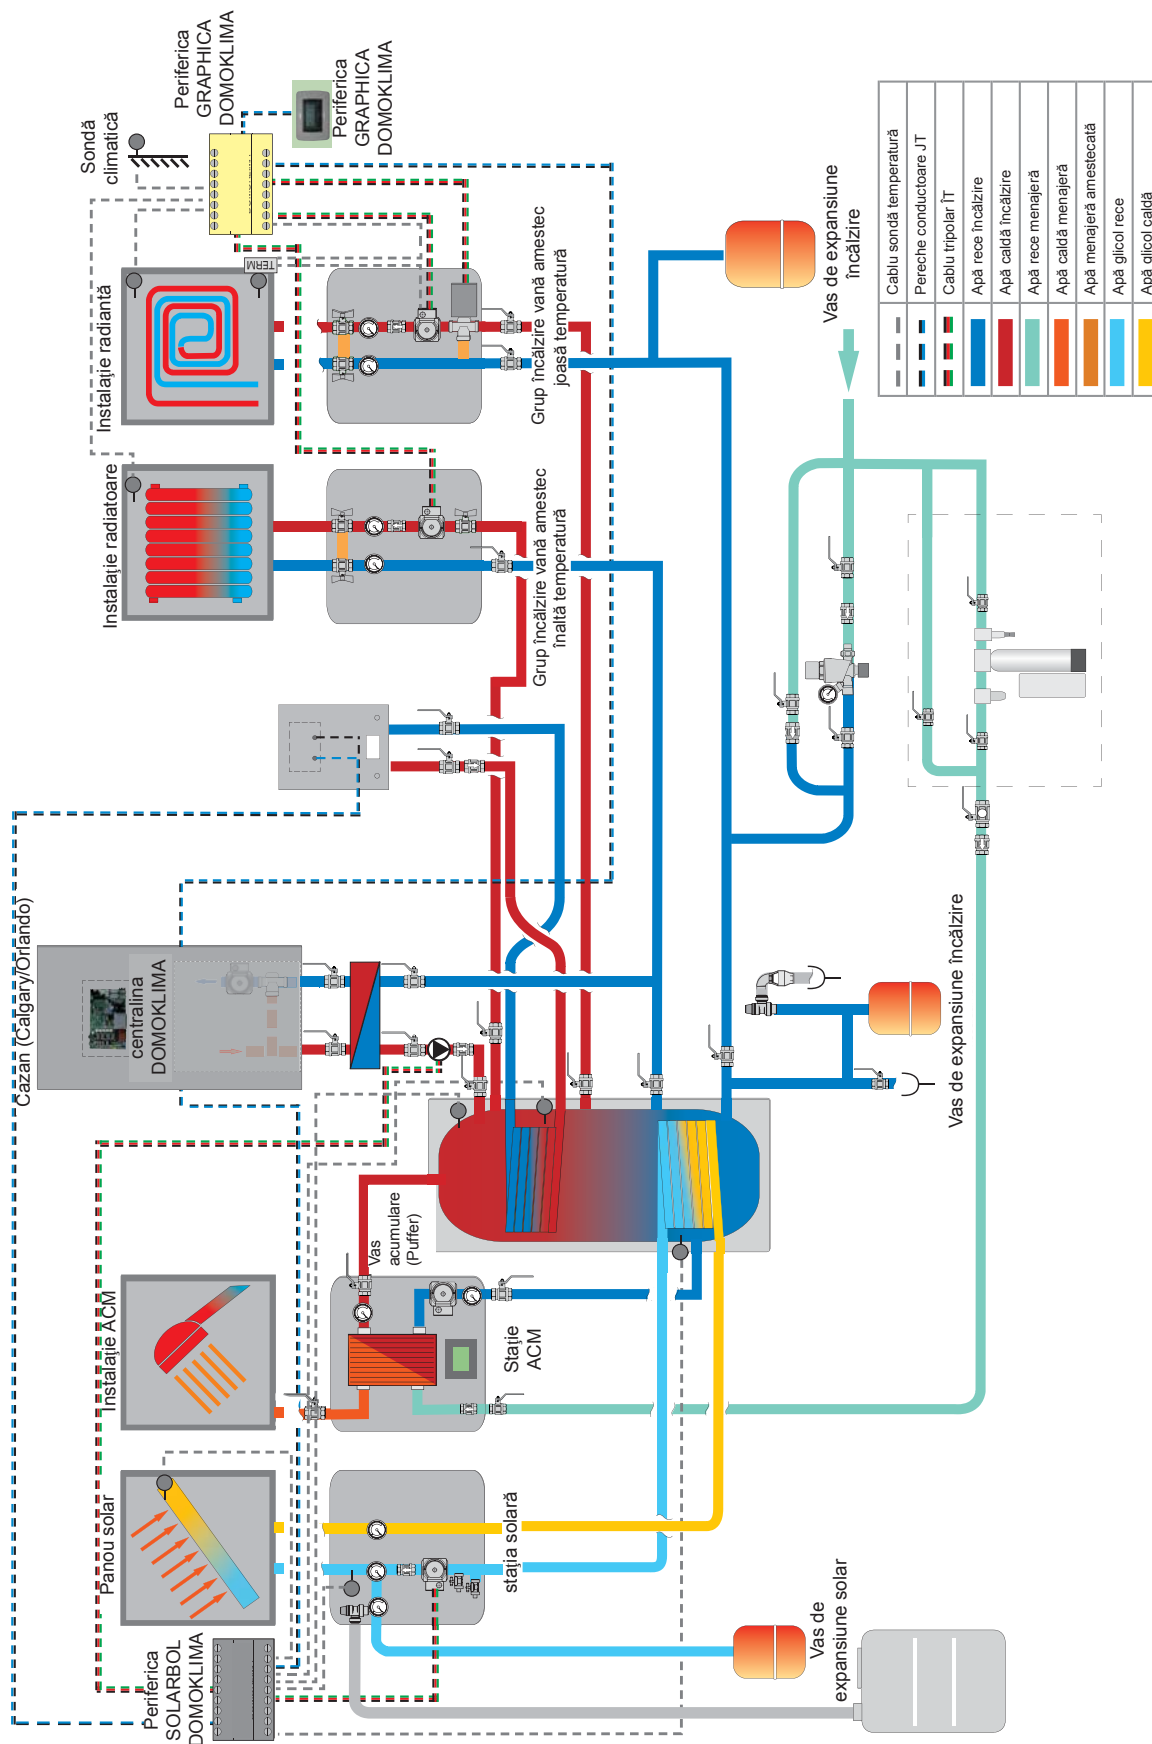 Cazan (Calgary/Orlando)
centralina
DOMOKLIMA
Periferica
GRAPHICA
DOMOKLIMA
Periferica
GRAPHICA
DOMOKLIMA
Sondă
climatică
TERM
Instalaţie radiantă
Instalaţie radiatoare
Grup încălzire vană amestec
joasă temperatură
Grup încălzire vană amestec
înaltă temperatură
Instalaţie ACM
Panou solar
Periferica
SOLARBOL
DOMOKLIMA
Vas
acumulare
(Puffer)
Staţie
ACM
staţia solară
Vas de
expansiune solar
Vas de expansiune încălzire
Vas de expansiune
încălzire
Cablu sondă temperatură
Pereche conductoare JT
Cablu tripolar ÎT
Apă rece încălzire
Apă caldă încălzire
Apă rece menajeră
Apă caldă menajeră
Apă menajeră amestecată
Apă glicol rece
Apă glicol caldă